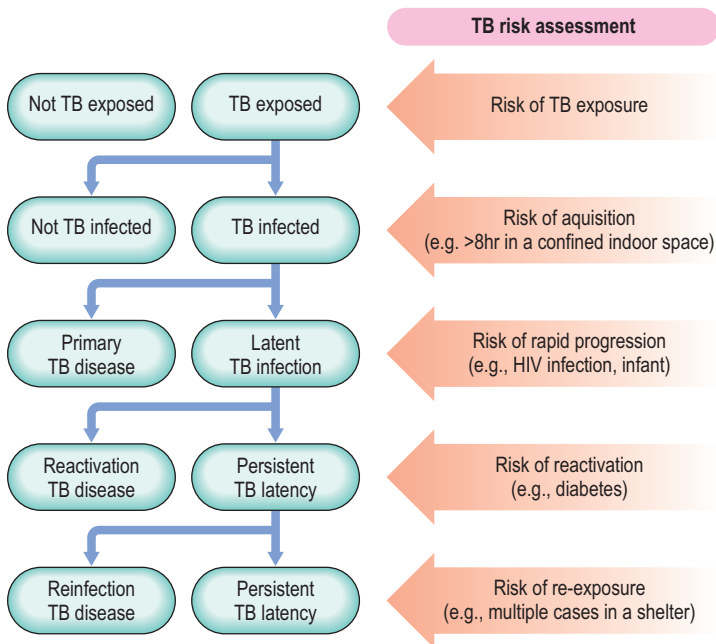 TB risk assessment
Not TB exposed
TB exposed
Risk of TB exposure
Not TB infected
TB infected
Risk of aquisition
(e.g. >8hr in a confined indoor space)
Primary
TB disease
Latent
TB infection
Risk of rapid progression
(e.g., HIV infection, infant)
Reactivation
TB disease
Persistent
TB latency
Risk of reactivation
(e.g., diabetes)
Reinfection
TB disease
Persistent
TB latency
Risk of re-exposure
(e.g., multiple cases in a shelter)